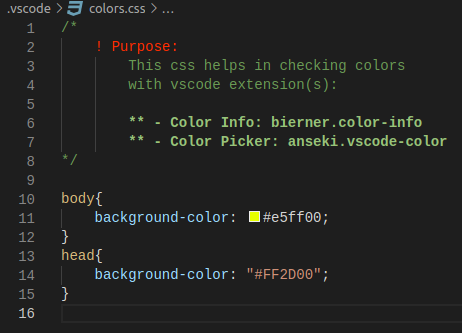 .vscode > colors.css > ...
1 /*
2 ! Purpose:
3 This css helps in checking colors
4 with vscode extension(s):
5
6 ** - Color Info: bierner.color-info
7 ** - Color Picker: anseki.vscode-color
8 */
9
10 body{
11 background-color: #e5ff00;
12 }
13 head{
14 background-color: "#FF2D00";
15 }
16